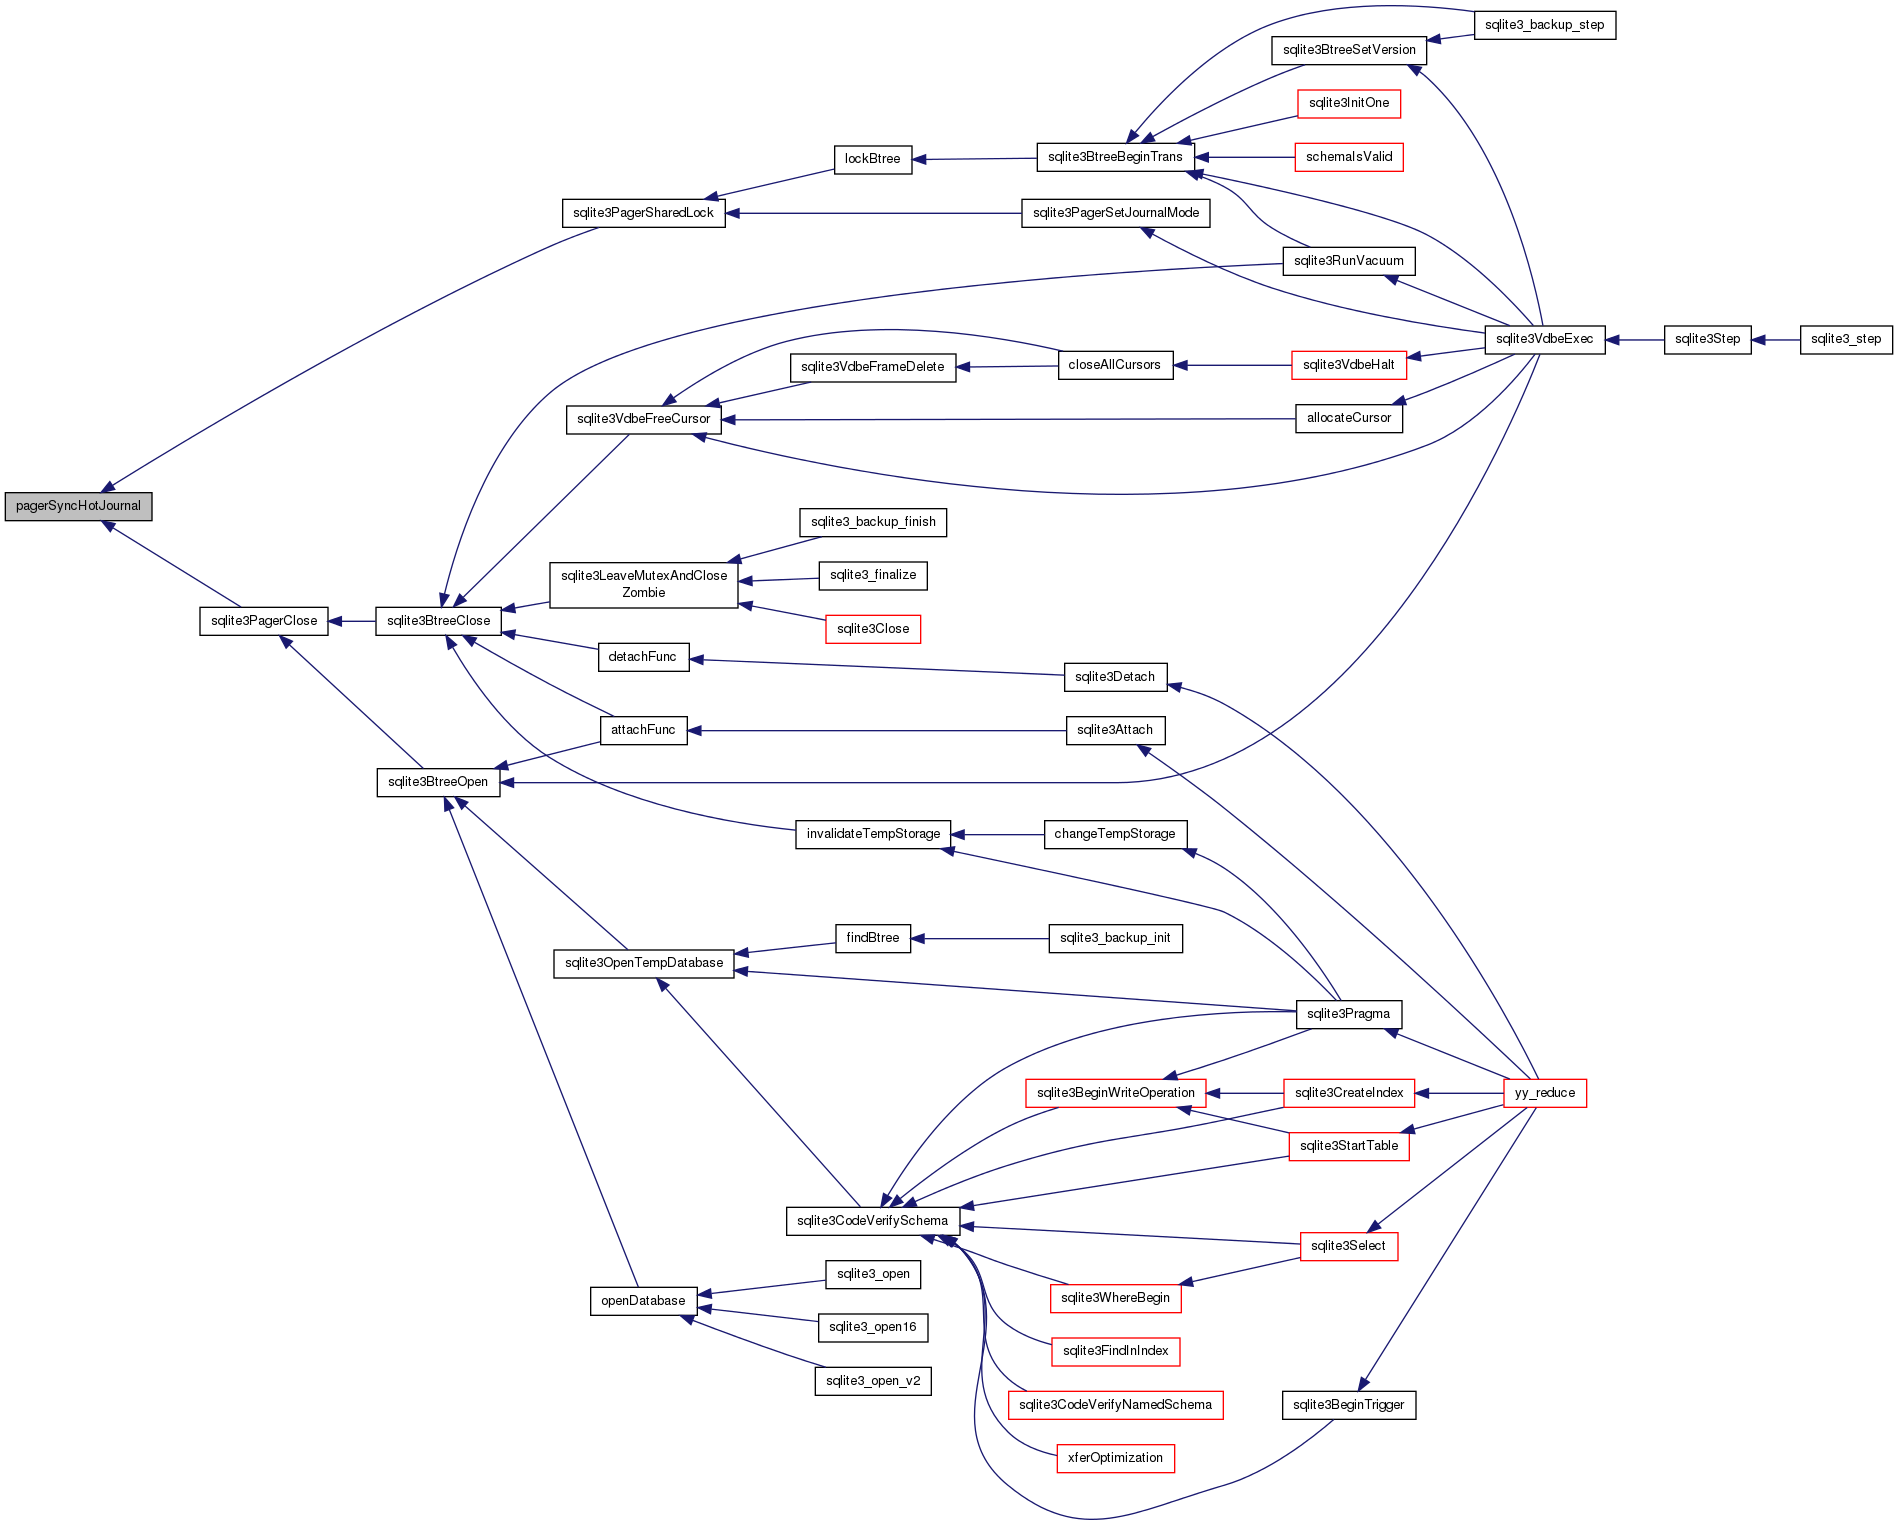 sqlite3_backup_step
sqlite3BtreeSetVersion
sqlite3InitOne
lockBtree
sqlite3BtreeBeginTrans
schemaIsValid
sqlite3PagerSharedLock
sqlite3PagerSetJournalMode
sqlite3RunVacuum
sqlite3VdbeExec
sqlite3Step
sqlite3_step
sqlite3VdbeFrameDelete
closeAllCursors
sqlite3VdbeHalt
sqlite3VdbeFreeCursor
allocateCursor
pagerSyncHotJournal
sqlite3_backup_finish
sqlite3LeaveMutexAndClose
Zombie
sqlite3_finalize
sqlite3PagerClose
sqlite3BtreeClose
sqlite3Close
detachFunc
sqlite3Detach
attachFunc
sqlite3Attach
sqlite3BtreeOpen
invalidateTempStorage
changeTempStorage
findBtree
sqlite3_backup_init
sqlite3OpenTempDatabase
sqlite3Pragma
sqlite3BeginWriteOperation
sqlite3CreateIndex
yy_reduce
sqlite3StartTable
sqlite3CodeVerifySchema
sqlite3Select
sqlite3_open
openDatabase
sqlite3WhereBegin
sqlite3_open16
sqlite3FindInIndex
sqlite3_open_v2
sqlite3CodeVerifyNamedSchema
sqlite3BeginTrigger
xferOptimization